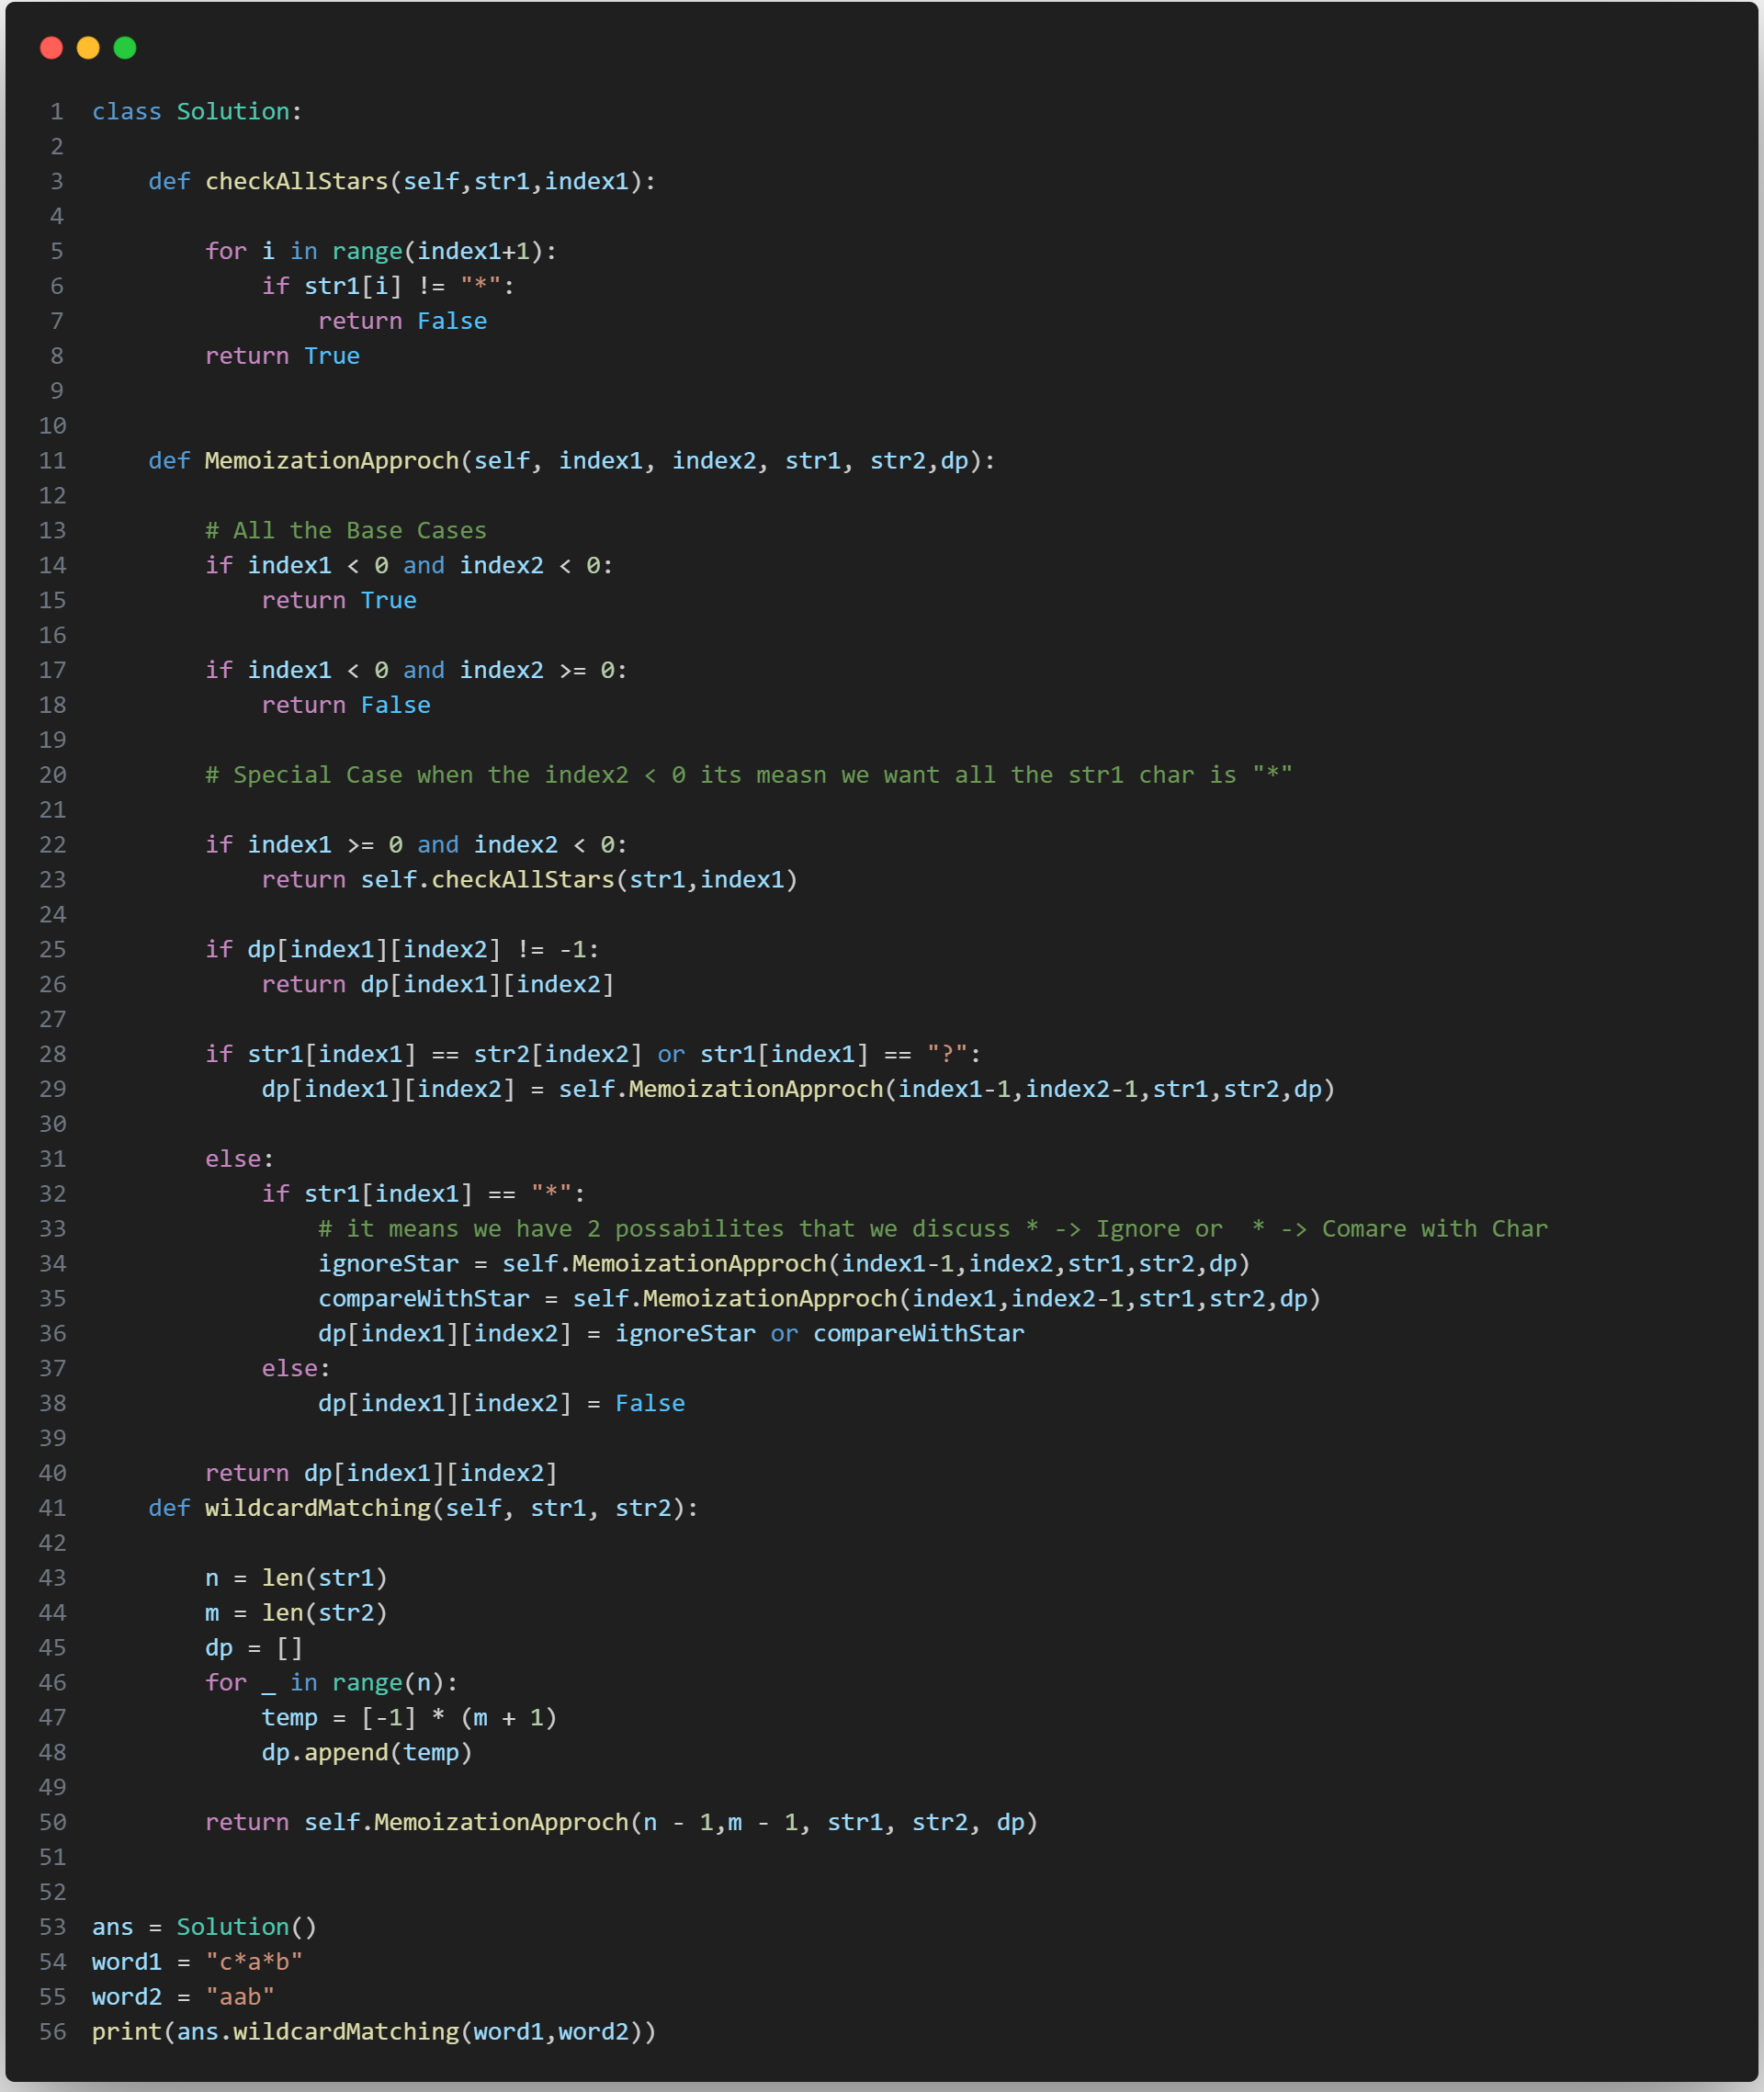 1 class Solution:
2
3     def checkAllStars(self,str1,index1):
4
5         for i in range(index1+1):
6             if str1[i] != "*":
7                 return False
8         return True
9
10
11     def MemoizationApproch(self, index1, index2, str1, str2,dp):
12
13         # All the Base Cases
14         if index1 < 0 and index2 < 0:
15             return True
16
17         if index1 < 0 and index2 >= 0:
18             return False
19
20         # Special Case when the index2 < 0 its measn we want all the str1 char is "*"
21
22         if index1 >= 0 and index2 < 0:
23             return self.checkAllStars(str1,index1)
24
25         if dp[index1][index2] != -1:
26             return dp[index1][index2]
27
28         if str1[index1] == str2[index2] or str1[index1] == "?":
29             dp[index1][index2] = self.MemoizationApproch(index1-1,index2-1,str1,str2,dp)
30
31         else:
32             if str1[index1] == "*":
33                 # it means we have 2 possabilites that we discuss * -> Ignore or  * -> Comare with Char
34                 ignoreStar = self.MemoizationApproch(index1-1,index2,str1,str2,dp)
35                 compareWithStar = self.MemoizationApproch(index1,index2-1,str1,str2,dp)
36                 dp[index1][index2] = ignoreStar or compareWithStar
37             else:
38                 dp[index1][index2] = False
39
40         return dp[index1][index2]
41     def wildcardMatching(self, str1, str2):
42
43         n = len(str1)
44         m = len(str2)
45         dp = []
46         for _ in range(n):
47             temp = [-1] * (m + 1)
48             dp.append(temp)
49
50         return self.MemoizationApproch(n - 1,m - 1, str1, str2, dp)
51
52
53 ans = Solution()
54 word1 = "c*a*b"
55 word2 = "aab"
56 print(ans.wildcardMatching(word1,word2))